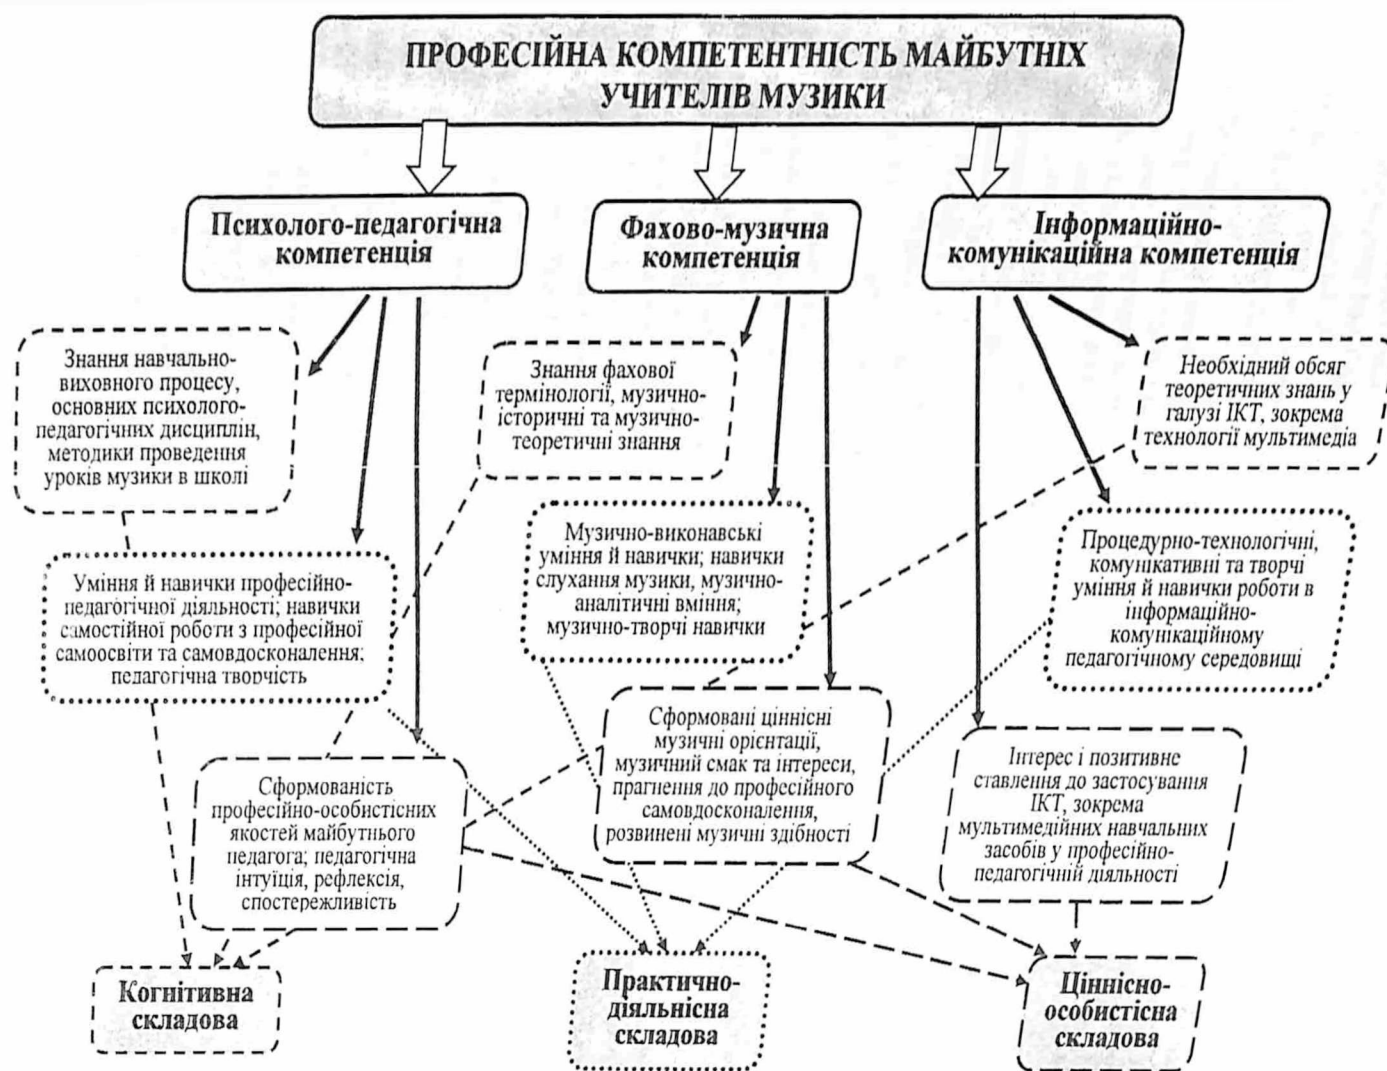 ПРОФЕСІЙНА КОМПЕТЕНТНІСТЬ МАЙБУТНІХ
УЧИТЕЛІВ МУЗИКИ
Психолого-педагогічна
компетенція
Фахово-музична
компетенція
Інформаційно-
комунікаційна компетенція
Знання навчально-
виховного процесу,
основних психолого-
педагогічних дисциплін,
методики проведення
уроків музики в школі
Знання фахової
термінології, музично-
історичні та музично-
теоретичні знання
Необхідний обсяг
теоретичних знань у
галузі ІКТ, зокрема
технології мультимедіа
Уміння й навички професійно-
педагогічної діяльності; навички
самостійної роботи з професійної
самоосвіти та самовдосконалення;
педагогічна творчість
Музично-виконавські
уміння й навички; навички
слухання музики, музично-
аналітичні вміння;
музично-творчі навички
Процедурно-технологічні,
комунікативні та творчі
уміння й навички роботи в
інформаційно-
комунікаційному
педагогічному середовищі
Сформованість
професійно-особистісних
якостей майбутнього
педагога; педагогічна
інтуїція, рефлексія,
спостережливість
Сформовані ціннісні
музичні орієнтації,
музичний смак та інтереси,
прагнення до професійного
самовдосконалення,
розвинені музичні здібності
Інтерес і позитивне
ставлення до застосування
ІКТ, зокрема
мультимедійних навчальних
засобів у професійно-
педагогічній діяльності
Когнітивна
складова
Практично-
діяльнісна
складова
Ціннісно-
особистісна
складова